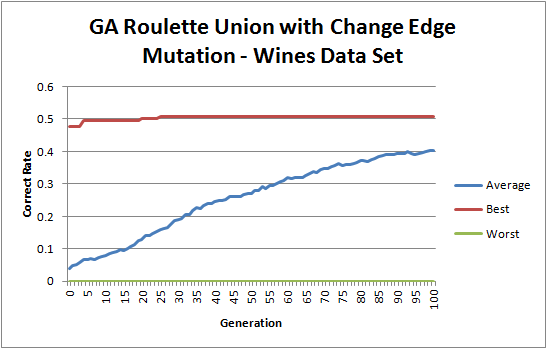 GA Roulette Union with Change Edge
Mutation - Wines Data Set
0.6
0.5
0.4
0.3
0.2
0.1
0
Correct Rate
0 5 10 15 20 25 30 35 40 45 50 55 60 65 70 75 80 85 90 95 100
Generation
Average
Best
Worst